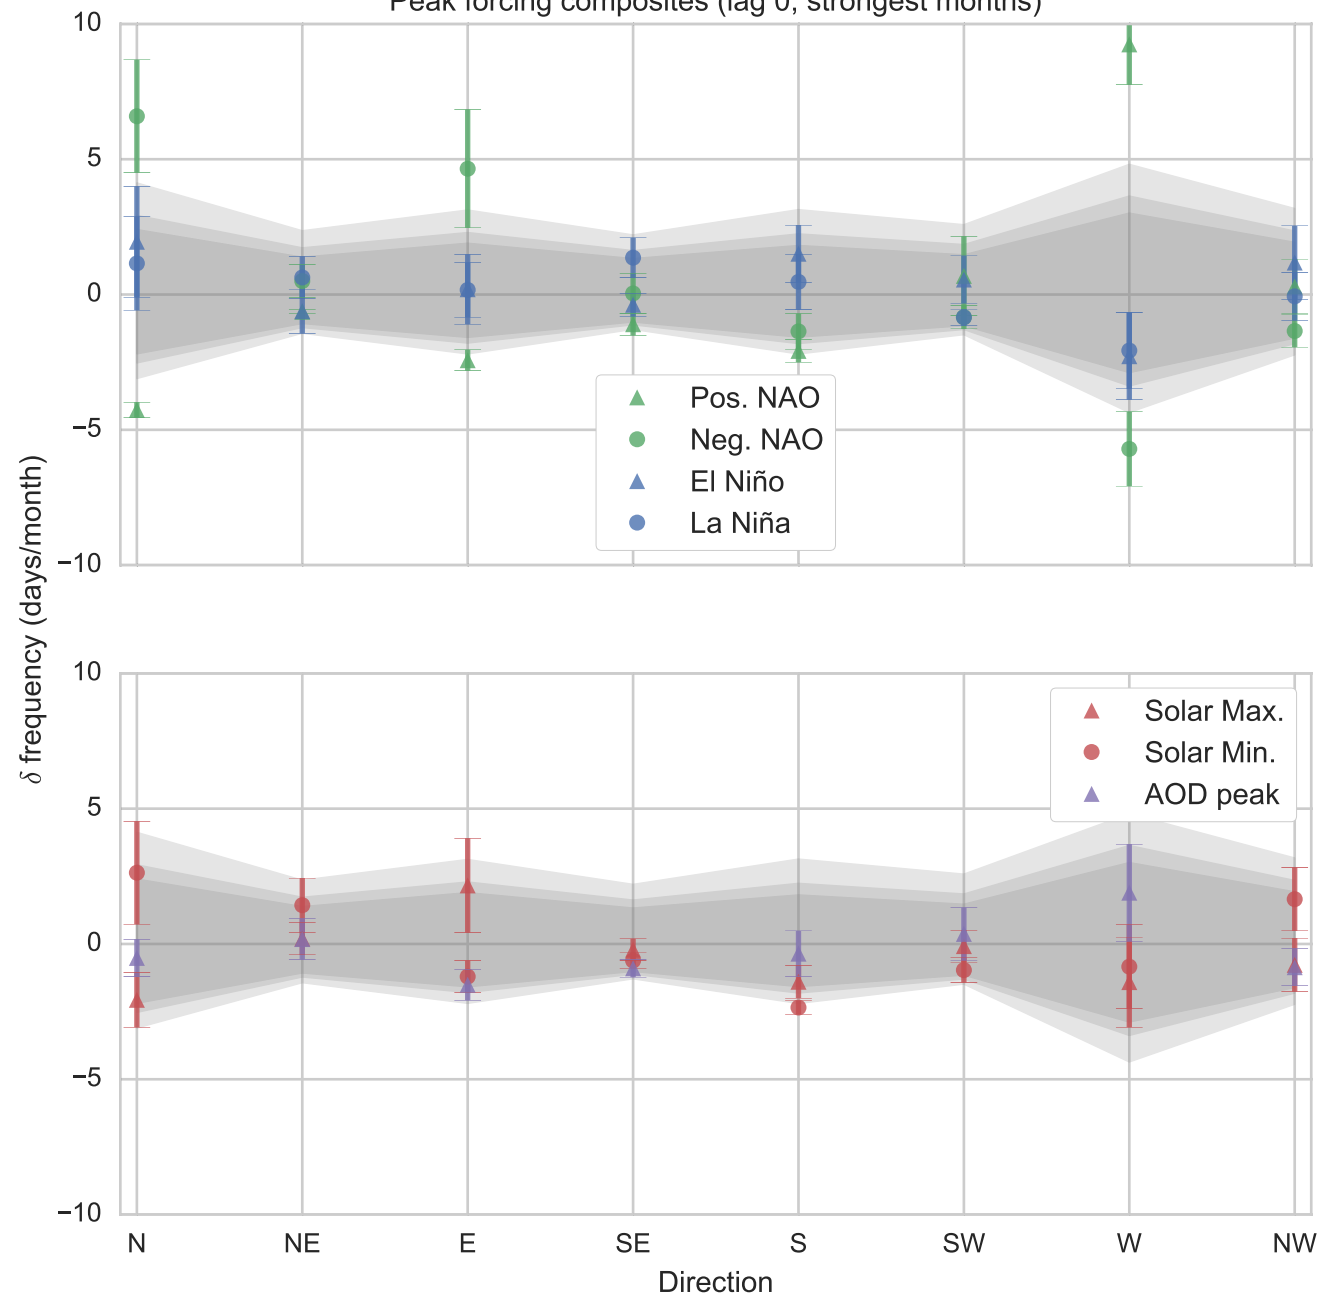 Peak forcing composites (lag 0, strongest months)
10
5
0
−5
−10
Pos. NAO
Neg. NAO
El Niño
La Niña
δ frequency (days/month)
10
5
0
−5
−10
Solar Max.
Solar Min.
AOD peak
N NE E SE S SW W NW
Direction